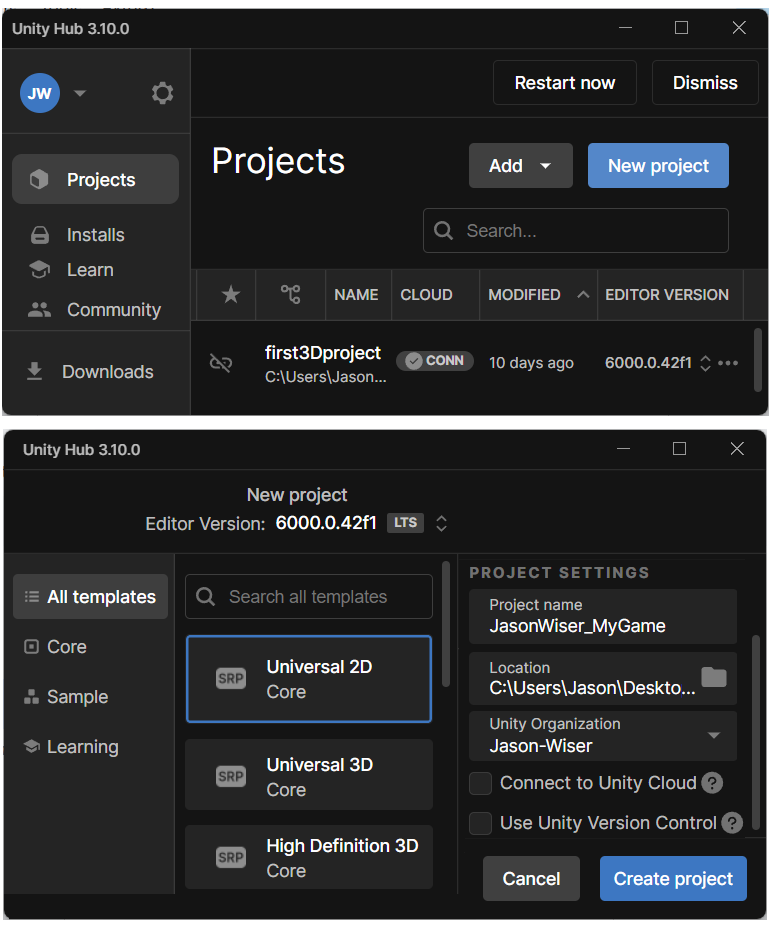 Unity Hub 3.10.0
JW
Restart now Dismiss
Projects
Installs
Learn
Community
Downloads
Projects
Add New project
Search...
NAME CLOUD MODIFIED EDITOR VERSION
first3Dproject CONN 10 days ago 6000.0.42f1
C:\Users\Jason...
Unity Hub 3.10.0
New project
Editor Version: 6000.0.42f1 LTS
All templates
Core
Sample
Learning
Search all templates
SRP
Universal 2D
Core
SRP
Universal 3D
Core
SRP
High Definition 3D
Core
PROJECT SETTINGS
Project name
JasonWiser_MyGame
Location
C:\Users\Jason\Deskto...
Unity Organization
Jason-Wiser
Connect to Unity Cloud ?
Use Unity Version Control ?
Cancel Create project